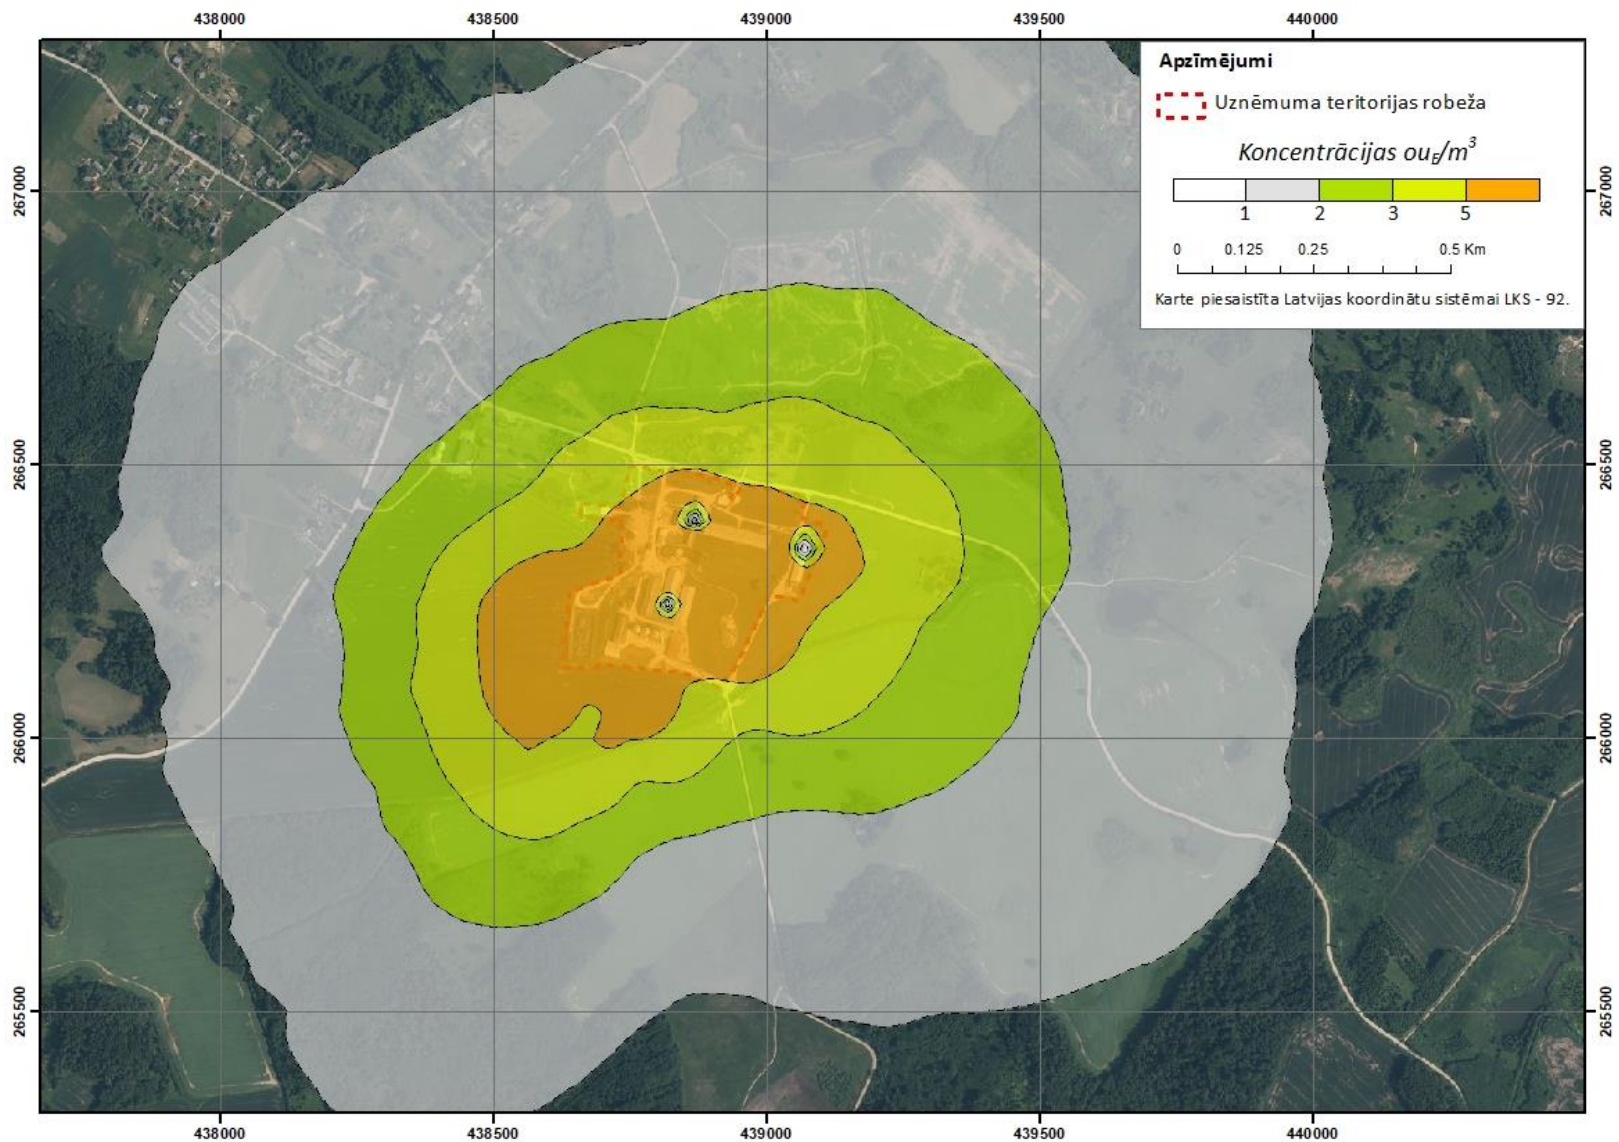 438000 438500 439000 439500 440000
Apzīmējumi
Uznēmuma teritorijas robeža
Koncentrācijas ou_E/m³
1 2 3 5
0 0.125 0.25 0.5 Km
Karte piesaistīta Latvijas koordinātu sistēmai LKS - 92.
267000 267000
266500 266500
266000 266000
265500 265500
438000 438500 439000 439500 440000